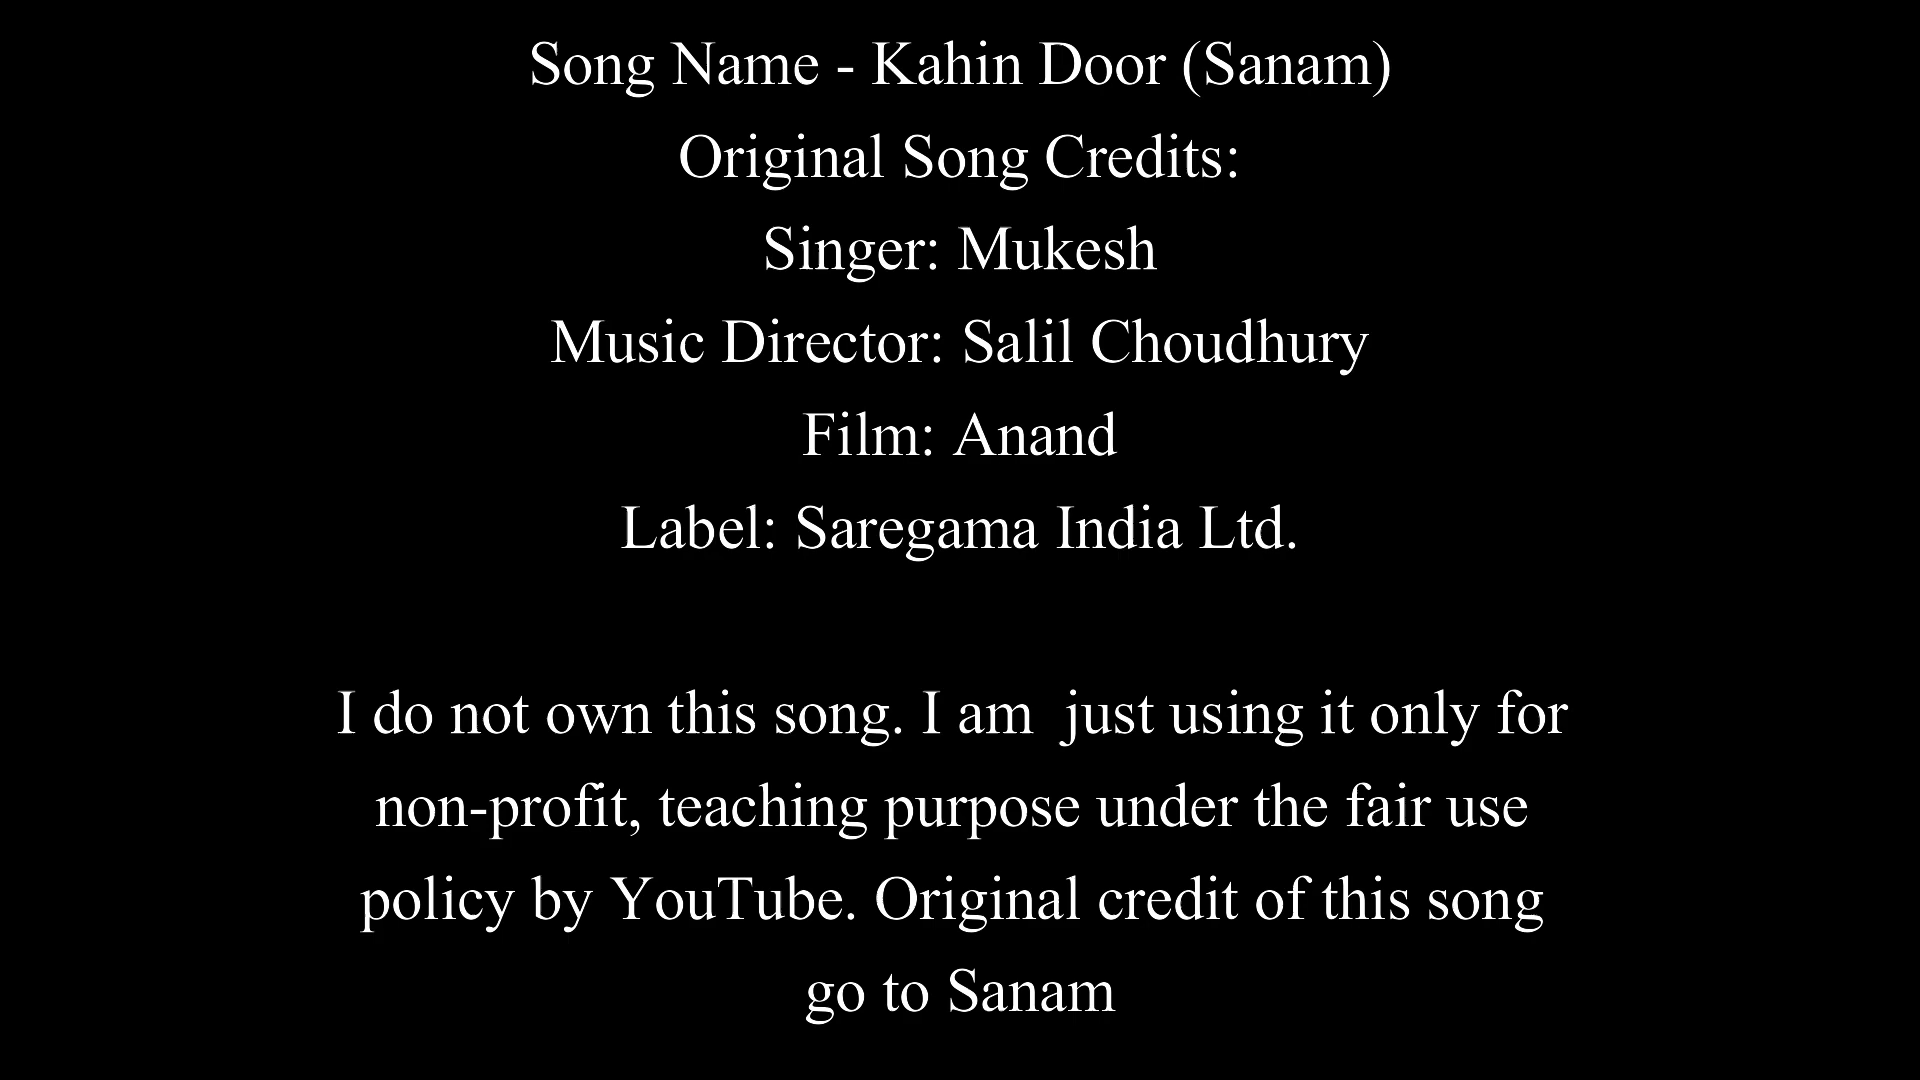 Song Name - Kahin Door (Sanam)
Original Song Credits:
Singer: Mukesh
Music Director: Salil Choudhury
Film: Anand
Label: Saregama India Ltd.
I do not own this song. I am  just using it only for
non-profit, teaching purpose under the fair use
policy by YouTube. Original credit of this song
go to Sanam